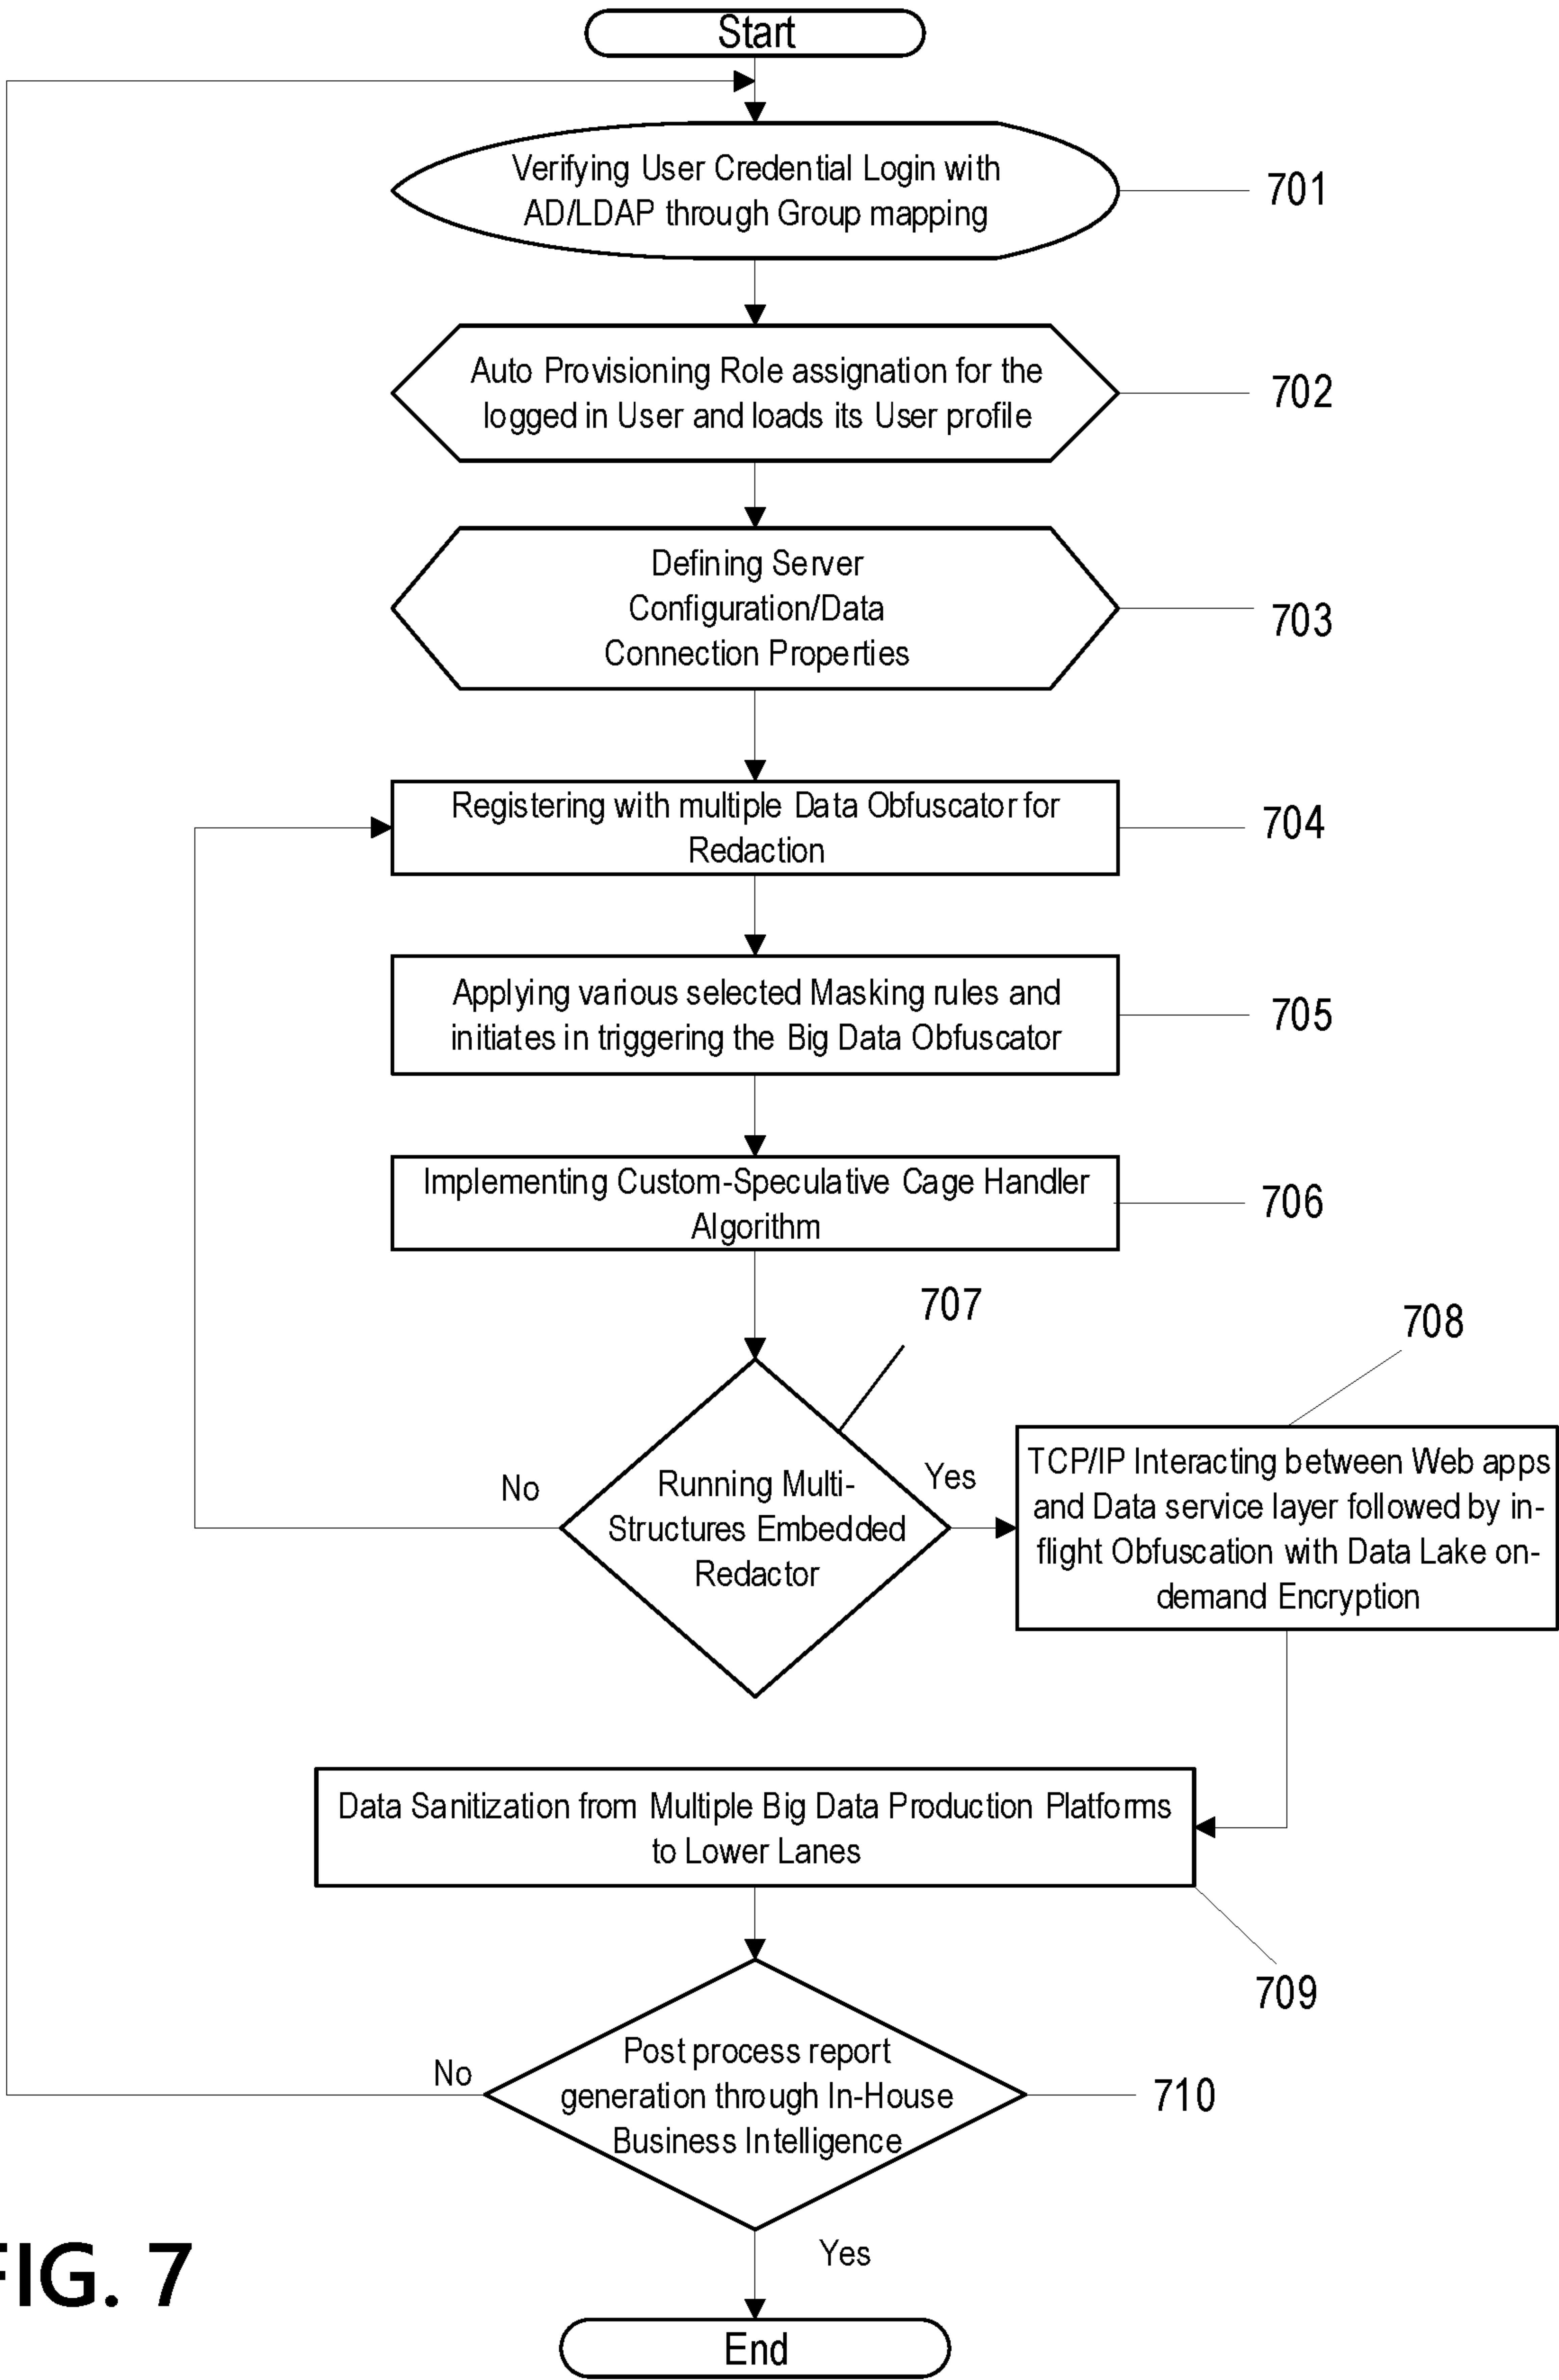 Start
Verifying User Credential Login with
AD/LDAP through Group mapping
701
Auto Provisioning Role assignation for the
logged in User and loads its User profile
702
Defining Server
Configuration/Data
Connection Properties
703
Registering with multiple Data Obfuscator for
Redaction
704
Applying various selected Masking rules and
initiates in triggering the Big Data Obfuscator
705
Implementing Custom-Speculative Cage Handler
Algorithm
706
707
708
No
Running Multi-
Structures Embedded
Redactor
Yes
TCP/IP Interacting between Web apps
and Data service layer followed by in-
flight Obfuscation with Data Lake on-
demand Encryption
Data Sanitization from Multiple Big Data Production Platforms
to Lower Lanes
709
No
Post process report
generation through In-House
Business Intelligence
710
Yes
FIG. 7
End